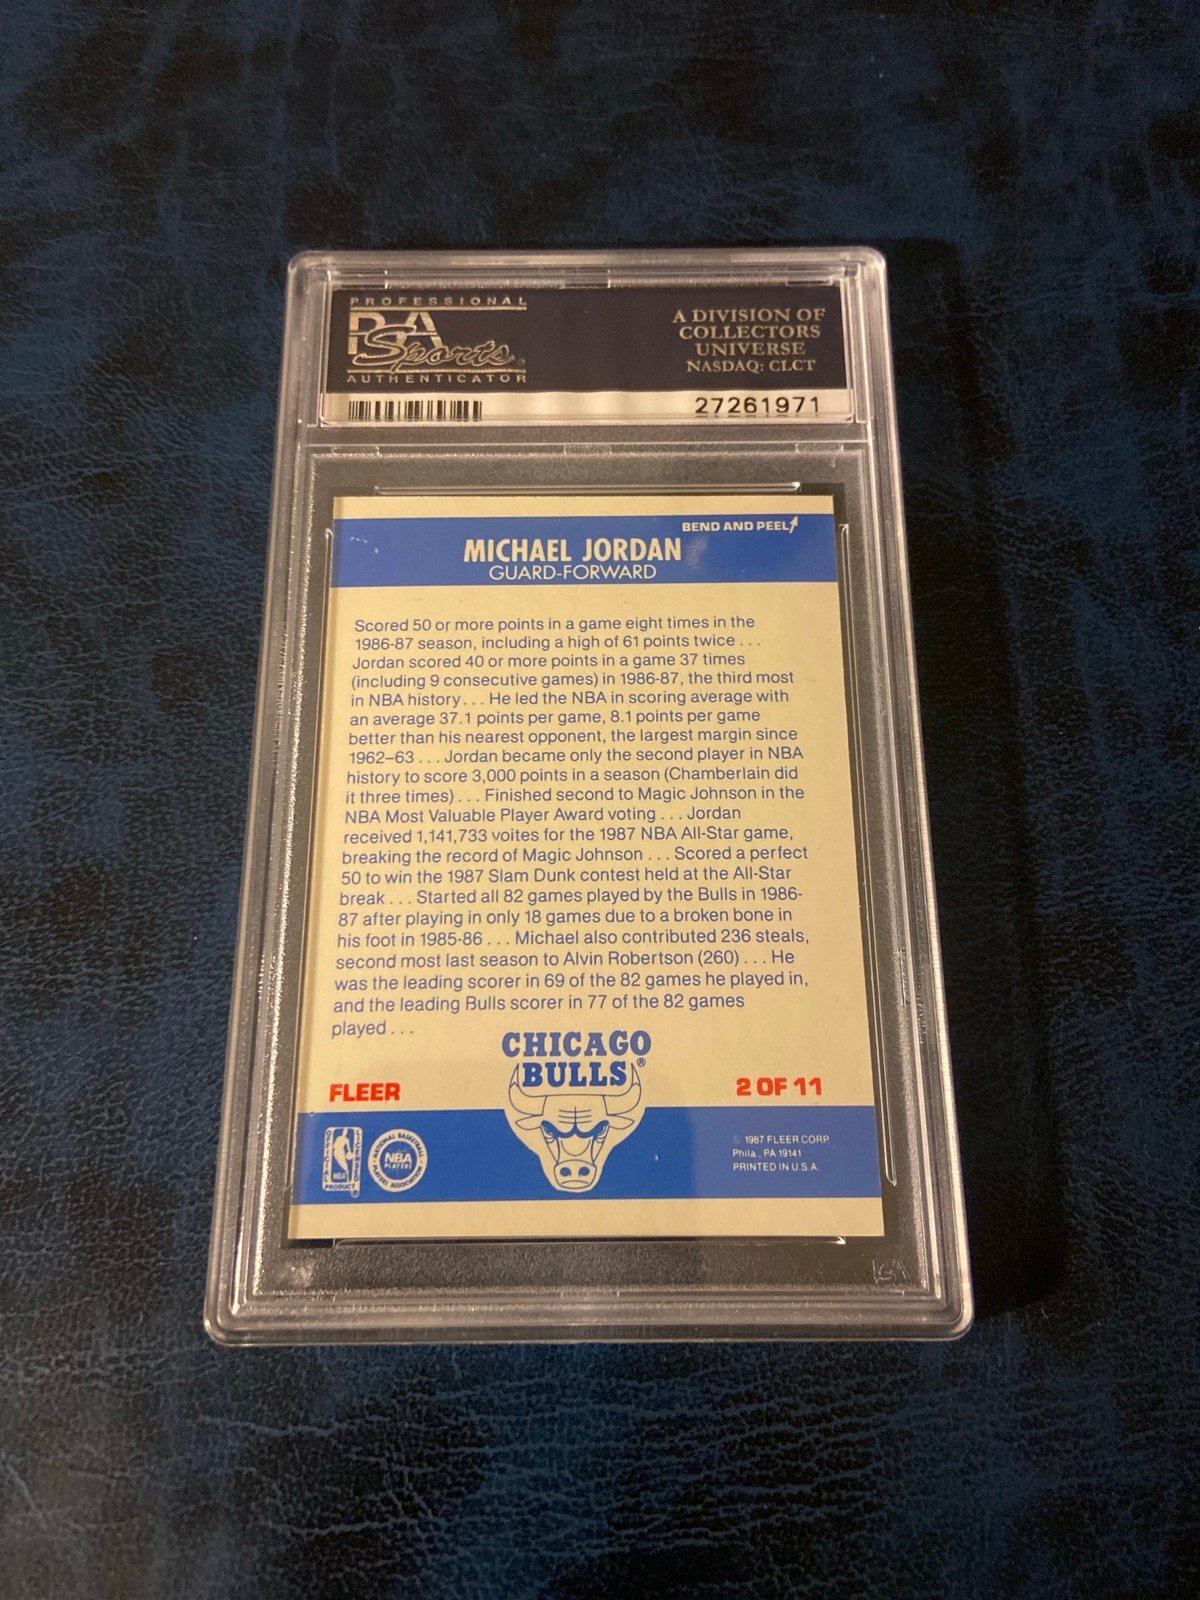 PROFESSIONAL
PSA
Sports
AUTHENTICATOR
A DIVISION OF
COLLECTORS
UNIVERSE
NASDAQ: CLCT
27261971
BEND AND PEEL
MICHAEL JORDAN
GUARD-FORWARD
Scored 50 or more points in a game eight times in the
1986-87 season, including a high of 61 points twice . . .
Jordan scored 40 or more points in a game 37 times
(including 9 consecutive games) in 1986-87, the third most
in NBA history . . . He led the NBA in scoring average with
an average 37.1 points per game, 8.1 points per game
better than his nearest opponent, the largest margin since
1962–63 . . . Jordan became only the second player in NBA
history to score 3,000 points in a season (Chamberlain did
it three times) . . . Finished second to Magic Johnson in the
NBA Most Valuable Player Award voting . . . Jordan
received 1,141,733 voites for the 1987 NBA All-Star game,
breaking the record of Magic Johnson . . . Scored a perfect
50 to win the 1987 Slam Dunk contest held at the All-Star
break . . . Started all 82 games played by the Bulls in 1986-
87 after playing in only 18 games due to a broken bone in
his foot in 1985-86 . . . Michael also contributed 236 steals,
second most last season to Alvin Robertson (260) . . . He
was the leading scorer in 69 of the 82 games he played in,
and the leading Bulls scorer in 77 of the 82 games
played . . .
CHICAGO
BULLS®
FLEER
2 OF 11
OFFICIAL LICENSED
NBA
PRODUCT ®
NATIONAL BASKETBALL
NBA
PLAYERS
PLAYERS ASSOCIATION
© 1987 FLEER CORP.
Phila., PA 19141
PRINTED IN U.S.A.